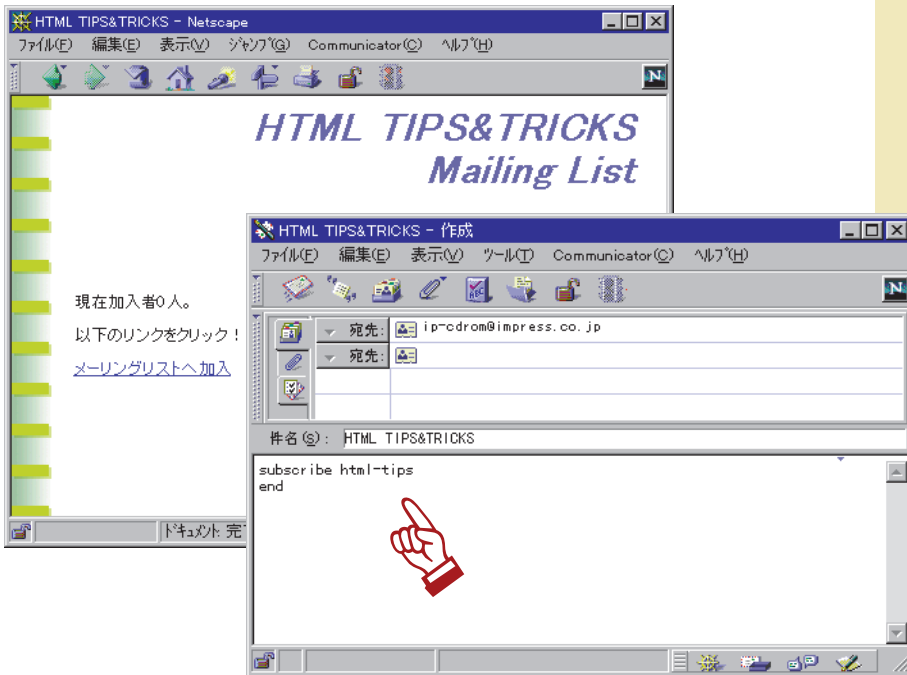 HTML TIPS&TRICKS - Netscape
ファイル(F) 編集(E) 表示(V) ジャンプ(G) Communicator(C) ヘルプ(H)
N
HTML TIPS&TRICKS
Mailing List
現在加入者0人。
以下のリンクをクリック!
メーリングリストへ加入
ドキュメント: 完
HTML TIPS&TRICKS - 作成
ファイル(F) 編集(E) 表示(V) ツール(T) Communicator(C) ヘルプ(H)
N
宛先: ip-cdrom@impress.co.jp
宛先:
件名(S): HTML TIPS&TRICKS
subscribe html-tips
end